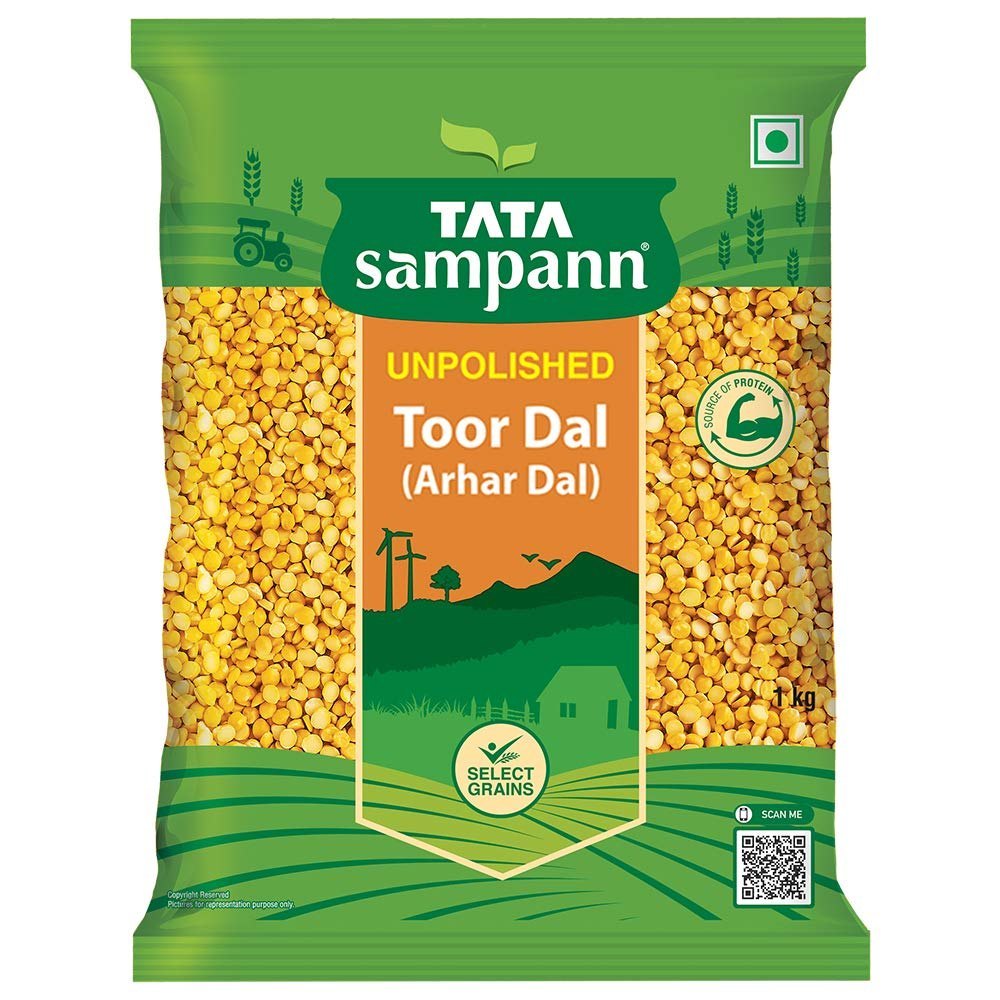 TATA
sampann®
UNPOLISHED
Toor Dal
(Arhar Dal)
SOURCE OF PROTEIN
1 kg
SELECT
GRAINS
SCAN ME
Copyright Reserved
Pictures for representation purpose only.